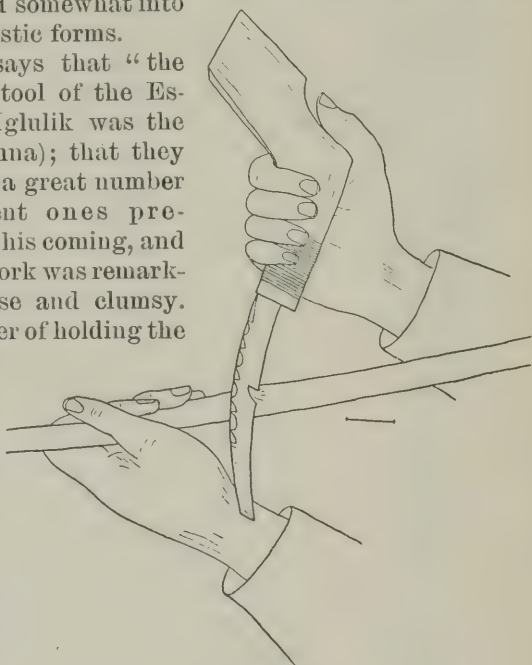 somewhat into
stic forms.
says that “ the
tool of the Es-
glulik was the
nna); that they
a great number
nt ones pre-
his coming, and
ork was remark-
se and clumsy.
er of holding the